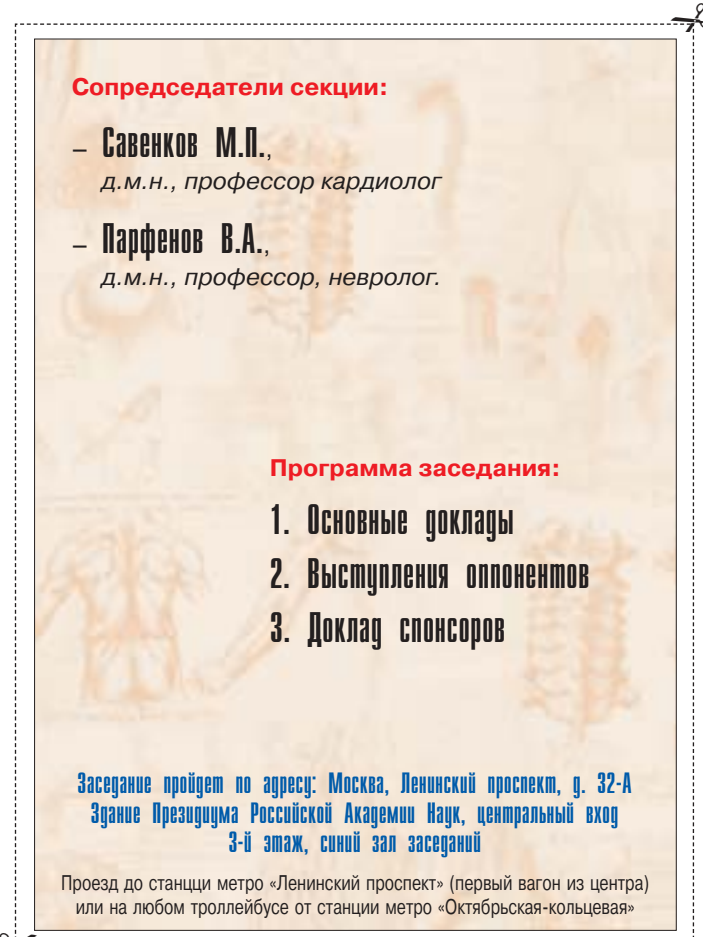 Сопредседатели секции:
– Савенков М.П.,
д.м.н., профессор кардиолог
– Парфенов В.А.,
д.м.н., профессор, невролог.
Программа заседания:
1. Основные доклады
2. Выступления оппонентов
3. Доклад спонсоров
Заседание пройдет по адресу: Москва, Ленинский проспект, д. 32-А
Здание Президиума Российской Академии Наук, центральный вход
3-й этаж, синий зал заседаний
Проезд до станцци метро «Ленинский проспект» (первый вагон из центра)
или на любом троллейбусе от станции метро «Октябрьская-кольцевая»